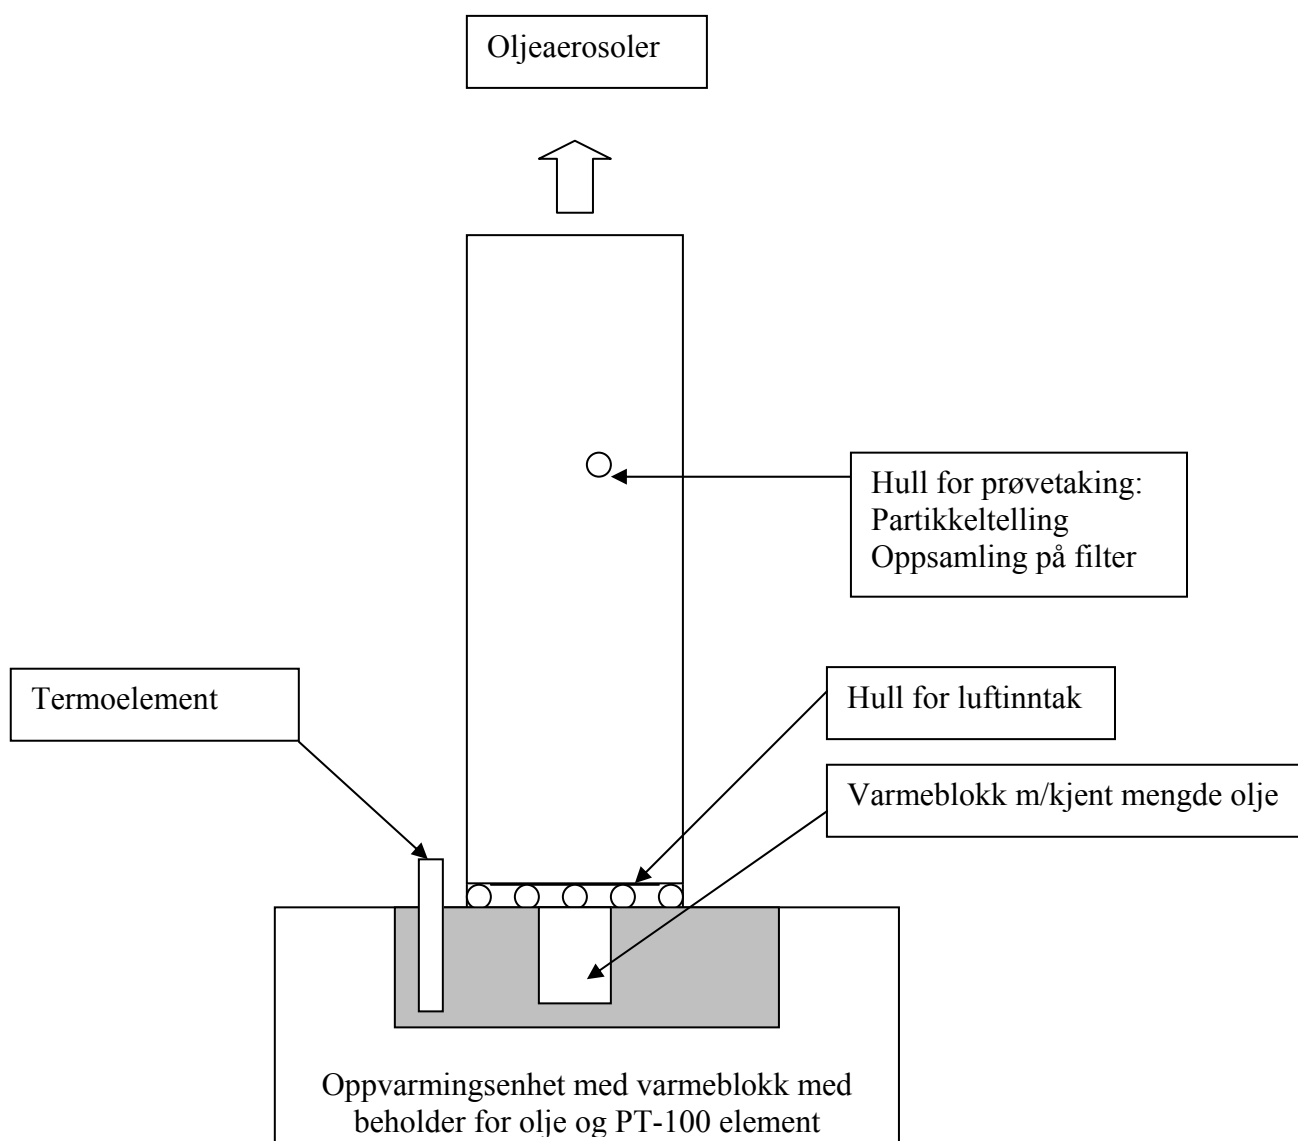 Oljeaerosoler
Hull for prøvetaking:
Partikkeltelling
Oppsamling på filter
Termoelement
Hull for luftinntak
Varmeblokk m/kjent mengde olje
Oppvarmingsenhet med varmeblokk med
beholder for olje og PT-100 element